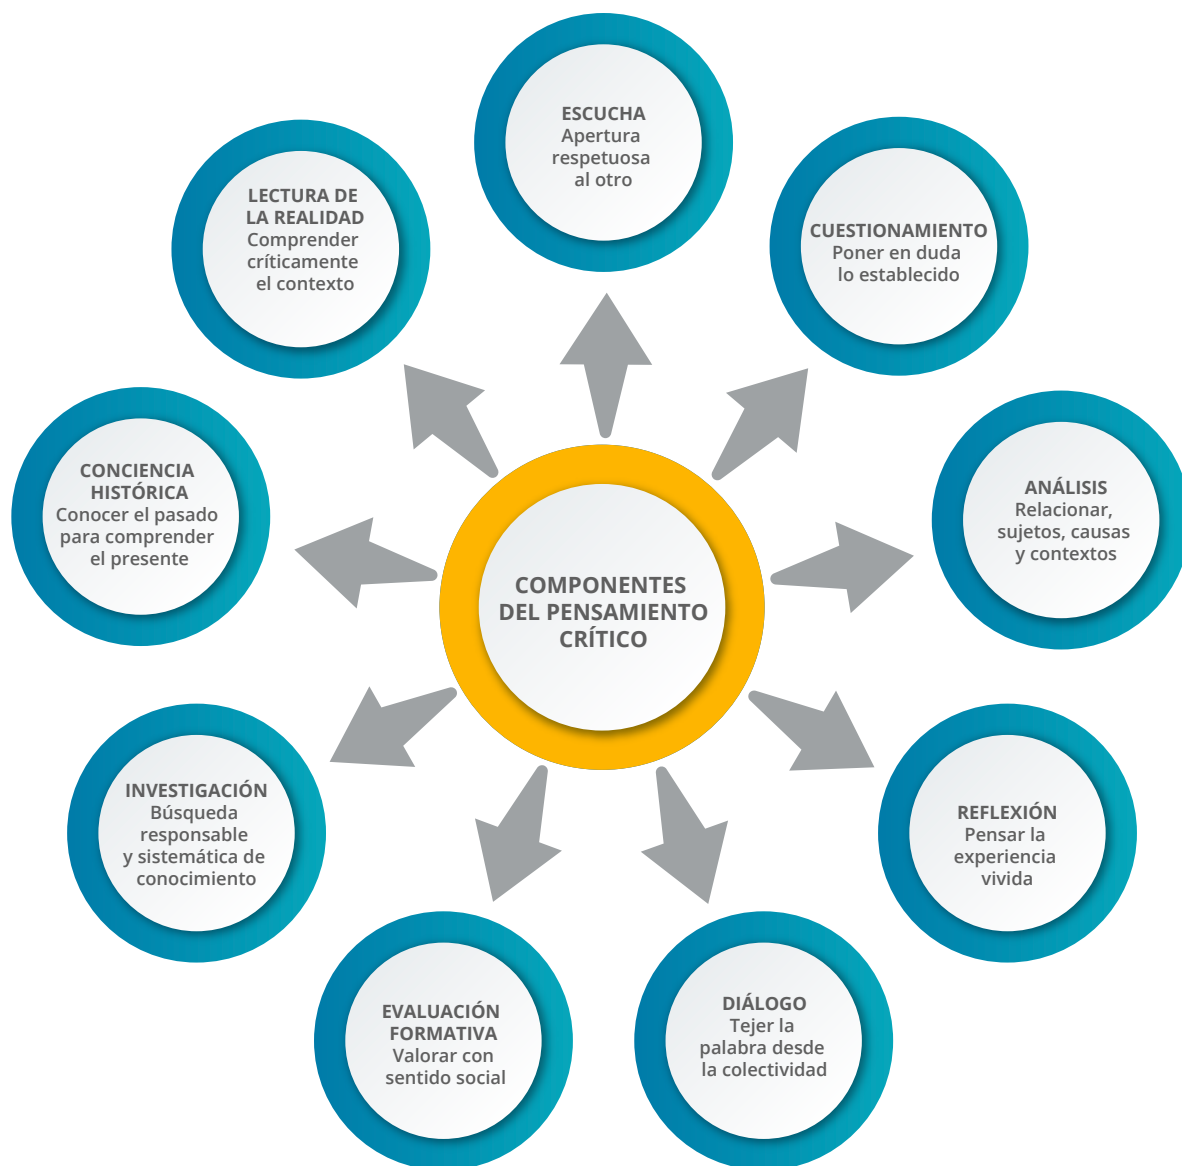 ESCUCHA
Apertura
respetuosa
al otro
CUESTIONAMIENTO
Poner en duda
lo establecido
ANÁLISIS
Relacionar,
sujetos, causas
y contextos
REFLEXIÓN
Pensar la
experiencia
vivida
DIÁLOGO
Tejer la
palabra desde
la colectividad
EVALUACIÓN
FORMATIVA
Valorar con
sentido social
INVESTIGACIÓN
Búsqueda
responsable
y sistemática de
conocimiento
CONCIENCIA
HISTÓRICA
Conocer el pasado
para comprender
el presente
LECTURA DE
LA REALIDAD
Comprender
críticamente
el contexto
COMPONENTES
DEL PENSAMIENTO
CRÍTICO